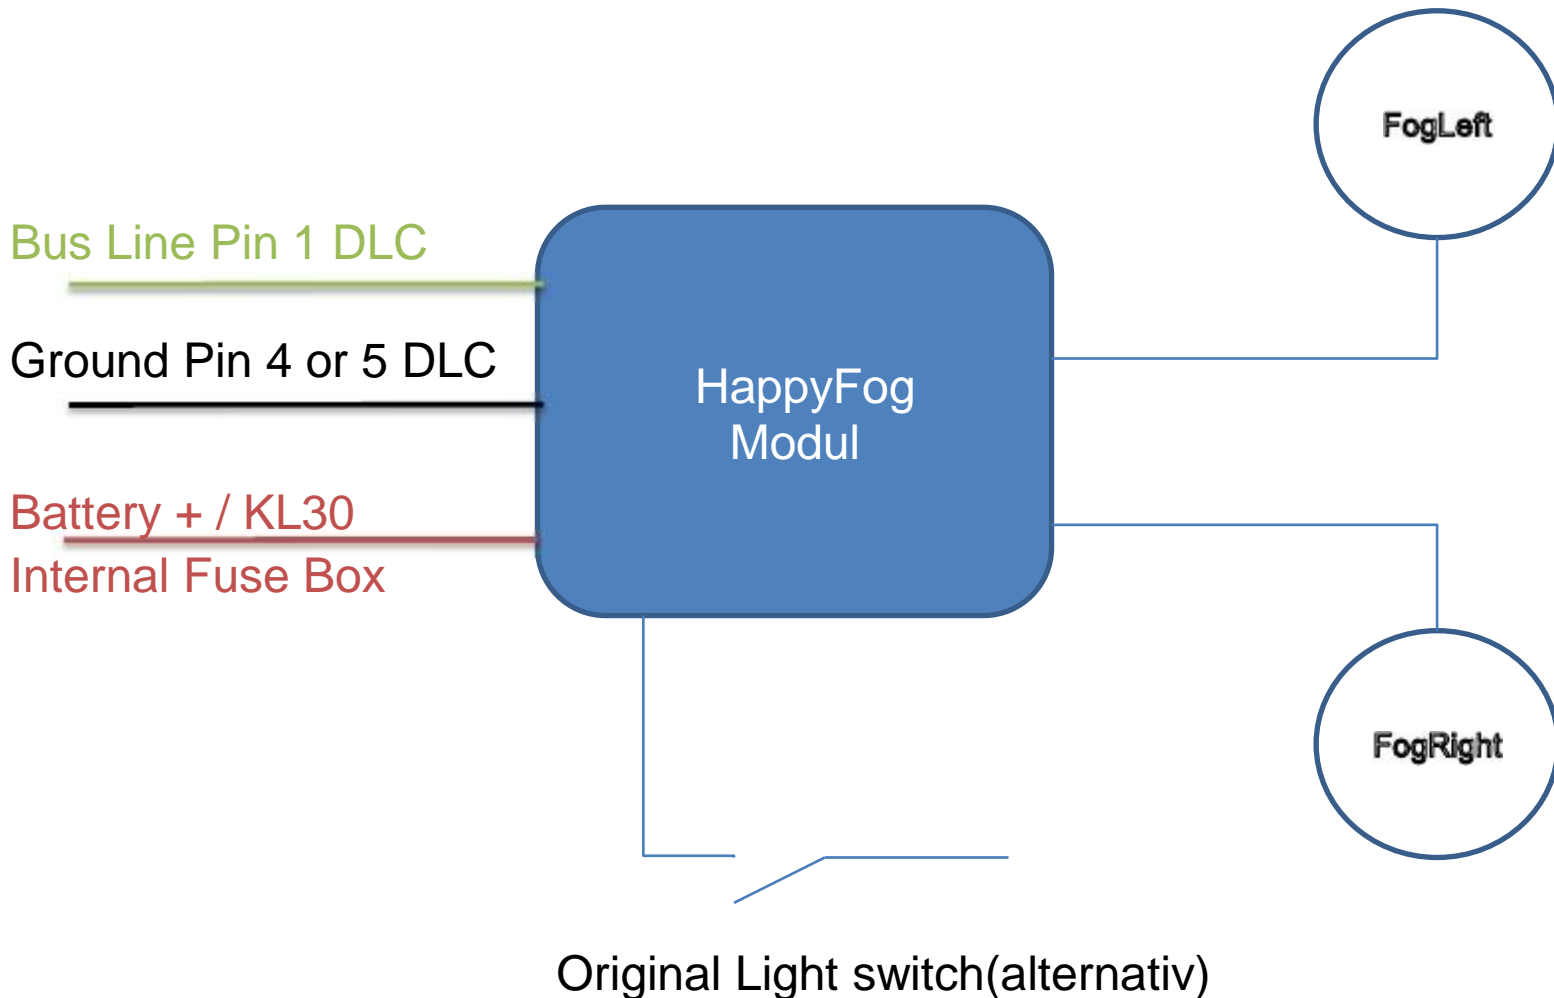 FogLeft
Bus Line Pin 1 DLC
Ground Pin 4 or 5 DLC
HappyFog
Modul
Battery + / KL30
Internal Fuse Box
FogRight
Original Light switch(alternativ)